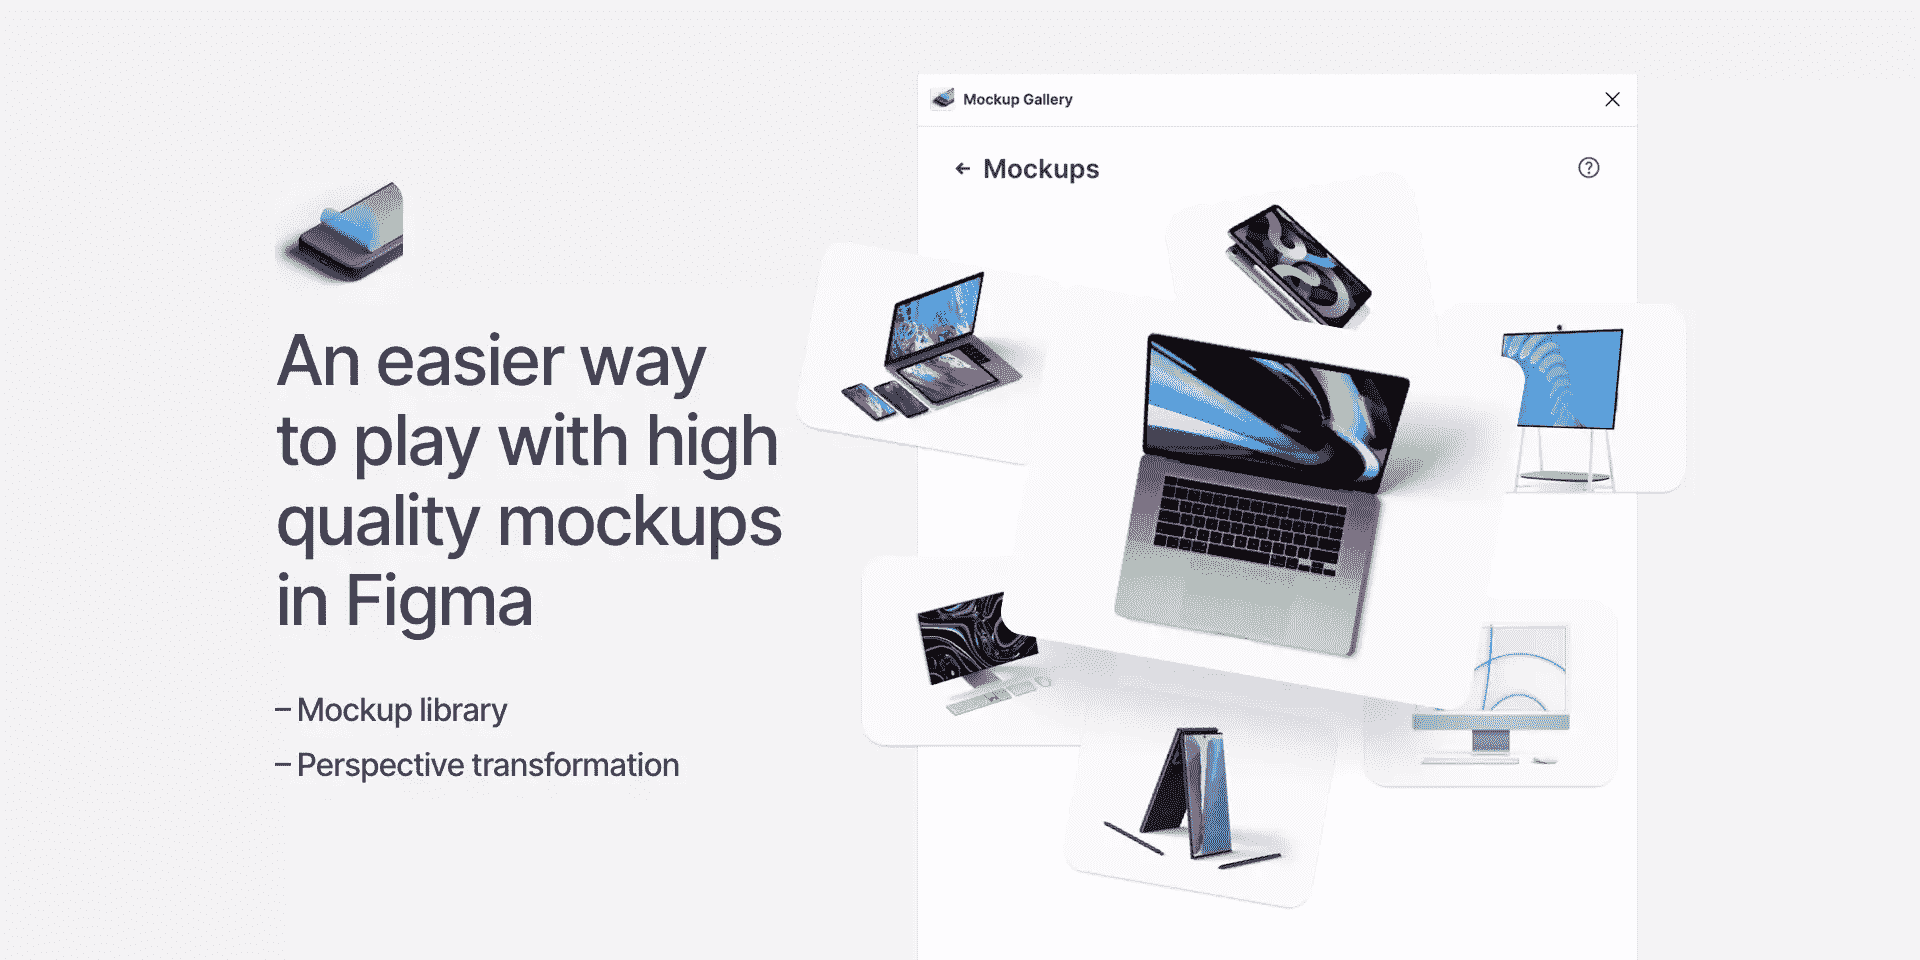 An easier way
to play with high
quality mockups
in Figma
– Mockup library
– Perspective transformation
Mockup Gallery
Mockups